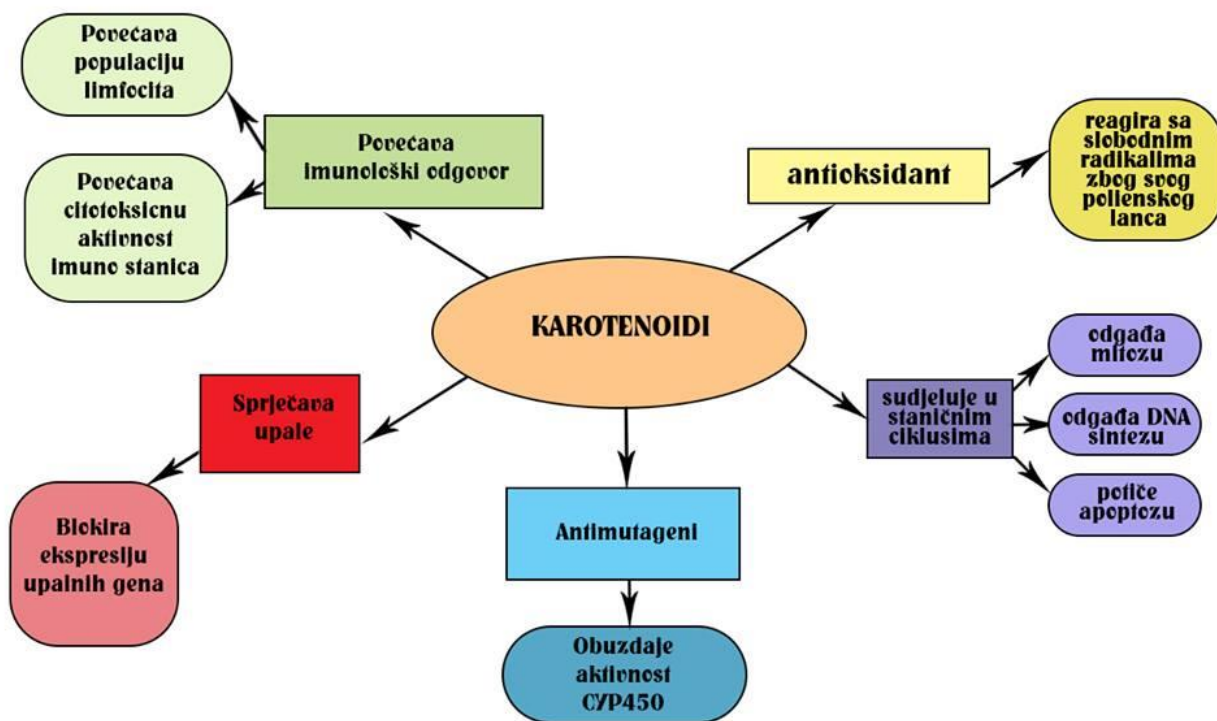 Povećava
populaciju
limfocita
Povećava
citotoksicnu
aktivnost
imuno stanica
Povećava
imunološki odgovor
antioksidant
reagira sa
slobodnim
radikalima
zbog svog
polienskog
lanca
KAROTENOIDI
Sprječava
upale
Blokira
ekspresiju
upalnih gena
Antimutageni
Obuzdaje
aktivnost
CYP450
sudjeluje u
staničnim
ciklusima
odgađa
mitozu
odgađa DNA
sintezu
potiče
apoptozu